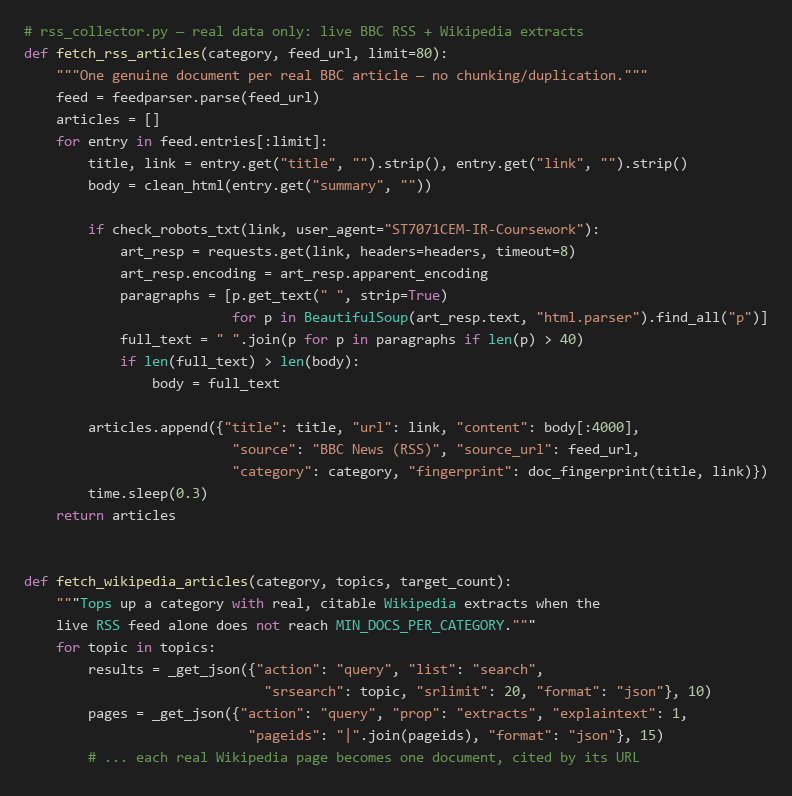 # rss_collector.py — real data only: live BBC RSS + Wikipedia extracts
def fetch_rss_articles(category, feed_url, limit=80):
    """One genuine document per real BBC article — no chunking/duplication."""
    feed = feedparser.parse(feed_url)
    articles = []
    for entry in feed.entries[:limit]:
        title, link = entry.get("title", "").strip(), entry.get("link", "").strip()
        body = clean_html(entry.get("summary", ""))

        if check_robots_txt(link, user_agent="ST7071CEM-IR-Coursework"):
            art_resp = requests.get(link, headers=headers, timeout=8)
            art_resp.encoding = art_resp.apparent_encoding
            paragraphs = [p.get_text(" ", strip=True)
                          for p in BeautifulSoup(art_resp.text, "html.parser").find_all("p")]
            full_text = " ".join(p for p in paragraphs if len(p) > 40)
            if len(full_text) > len(body):
                body = full_text

        articles.append({"title": title, "url": link, "content": body[:4000],
                          "source": "BBC News (RSS)", "source_url": feed_url,
                          "category": category, "fingerprint": doc_fingerprint(title, link)})
        time.sleep(0.3)
    return articles


def fetch_wikipedia_articles(category, topics, target_count):
    """Tops up a category with real, citable Wikipedia extracts when the
    live RSS feed alone does not reach MIN_DOCS_PER_CATEGORY."""
    for topic in topics:
        results = _get_json({"action": "query", "list": "search",
                              "srsearch": topic, "srlimit": 20, "format": "json"}, 10)
        pages = _get_json({"action": "query", "prop": "extracts", "explaintext": 1,
                            "pageids": "|".join(pageids), "format": "json"}, 15)
        # ... each real Wikipedia page becomes one document, cited by its URL